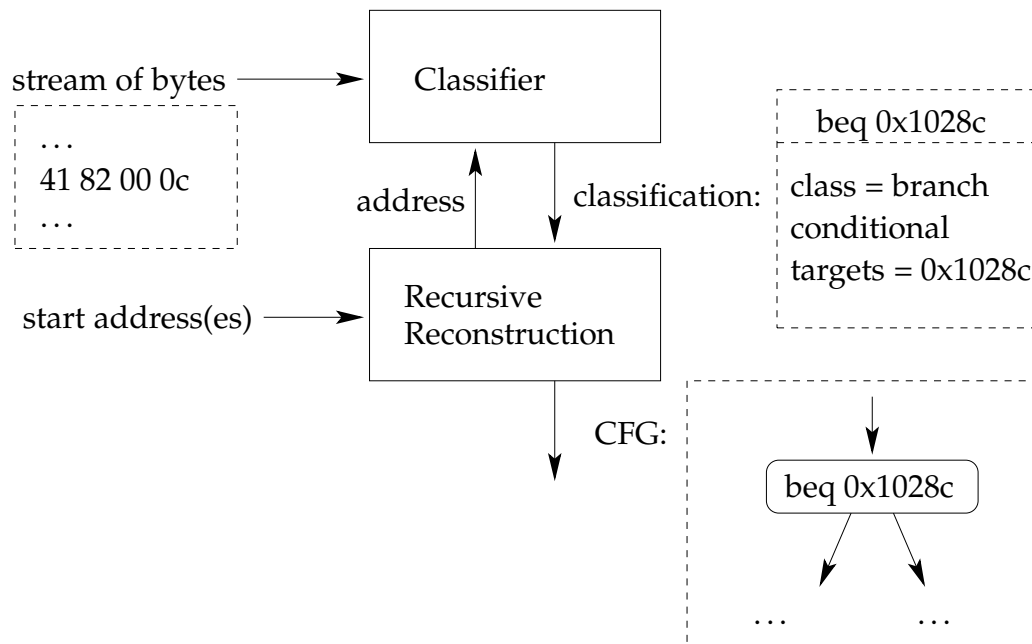 stream of bytes
Classifier
...
41 82 00 0c
...
address
classification:
beq 0x1028c
class = branch
conditional
targets = 0x1028c
start address(es)
Recursive
Reconstruction
CFG:
beq 0x1028c
... ...